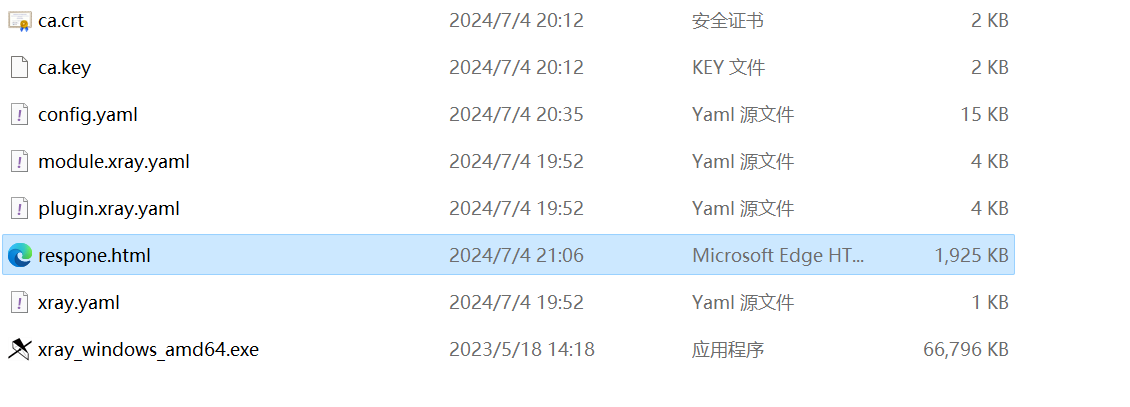 ca.crt 2024/7/4 20:12 安全证书 2 KB
ca.key 2024/7/4 20:12 KEY 文件 2 KB
config.yaml 2024/7/4 20:35 Yaml 源文件 15 KB
module.xray.yaml 2024/7/4 19:52 Yaml 源文件 4 KB
plugin.xray.yaml 2024/7/4 19:52 Yaml 源文件 4 KB
respone.html 2024/7/4 21:06 Microsoft Edge HT... 1,925 KB
xray.yaml 2024/7/4 19:52 Yaml 源文件 1 KB
xray_windows_amd64.exe 2023/5/18 14:18 应用程序 66,796 KB